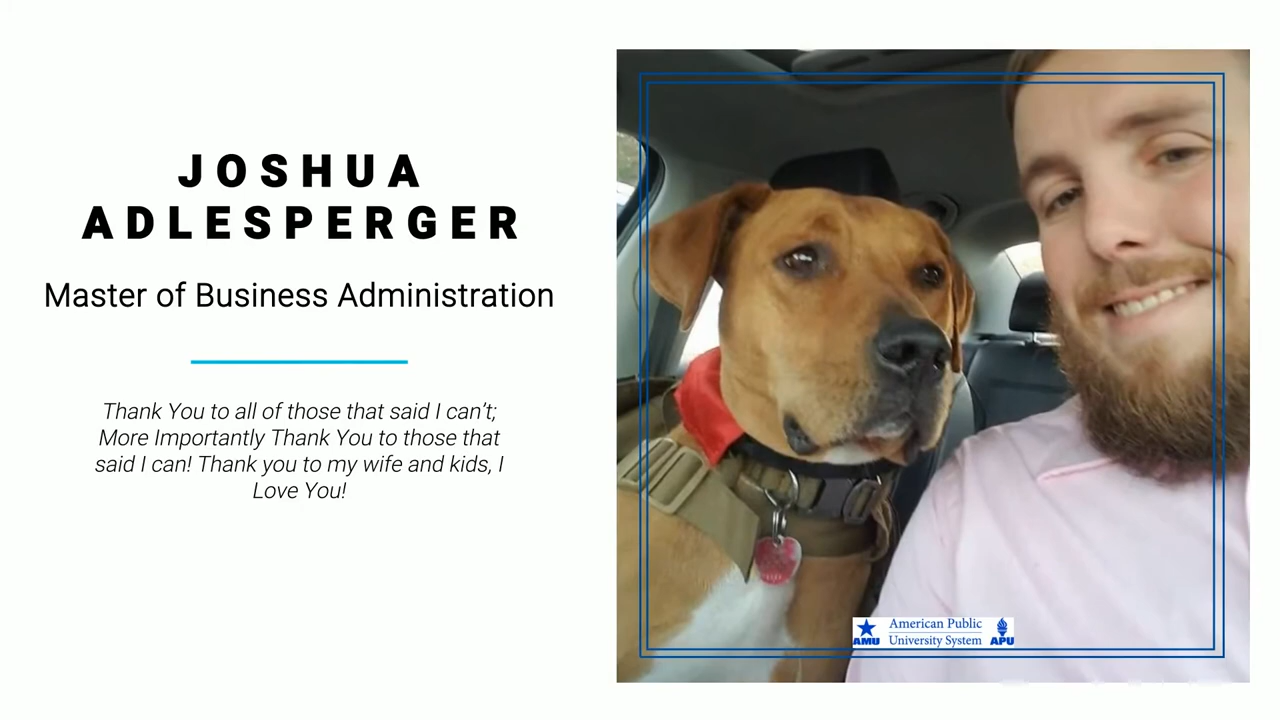 JOSHUA
ADLESPERGER
Master of Business Administration
Thank You to all of those that said I can’t;
More Importantly Thank You to those that
said I can! Thank you to my wife and kids, I
Love You!
AMU
American Public
University System
APU